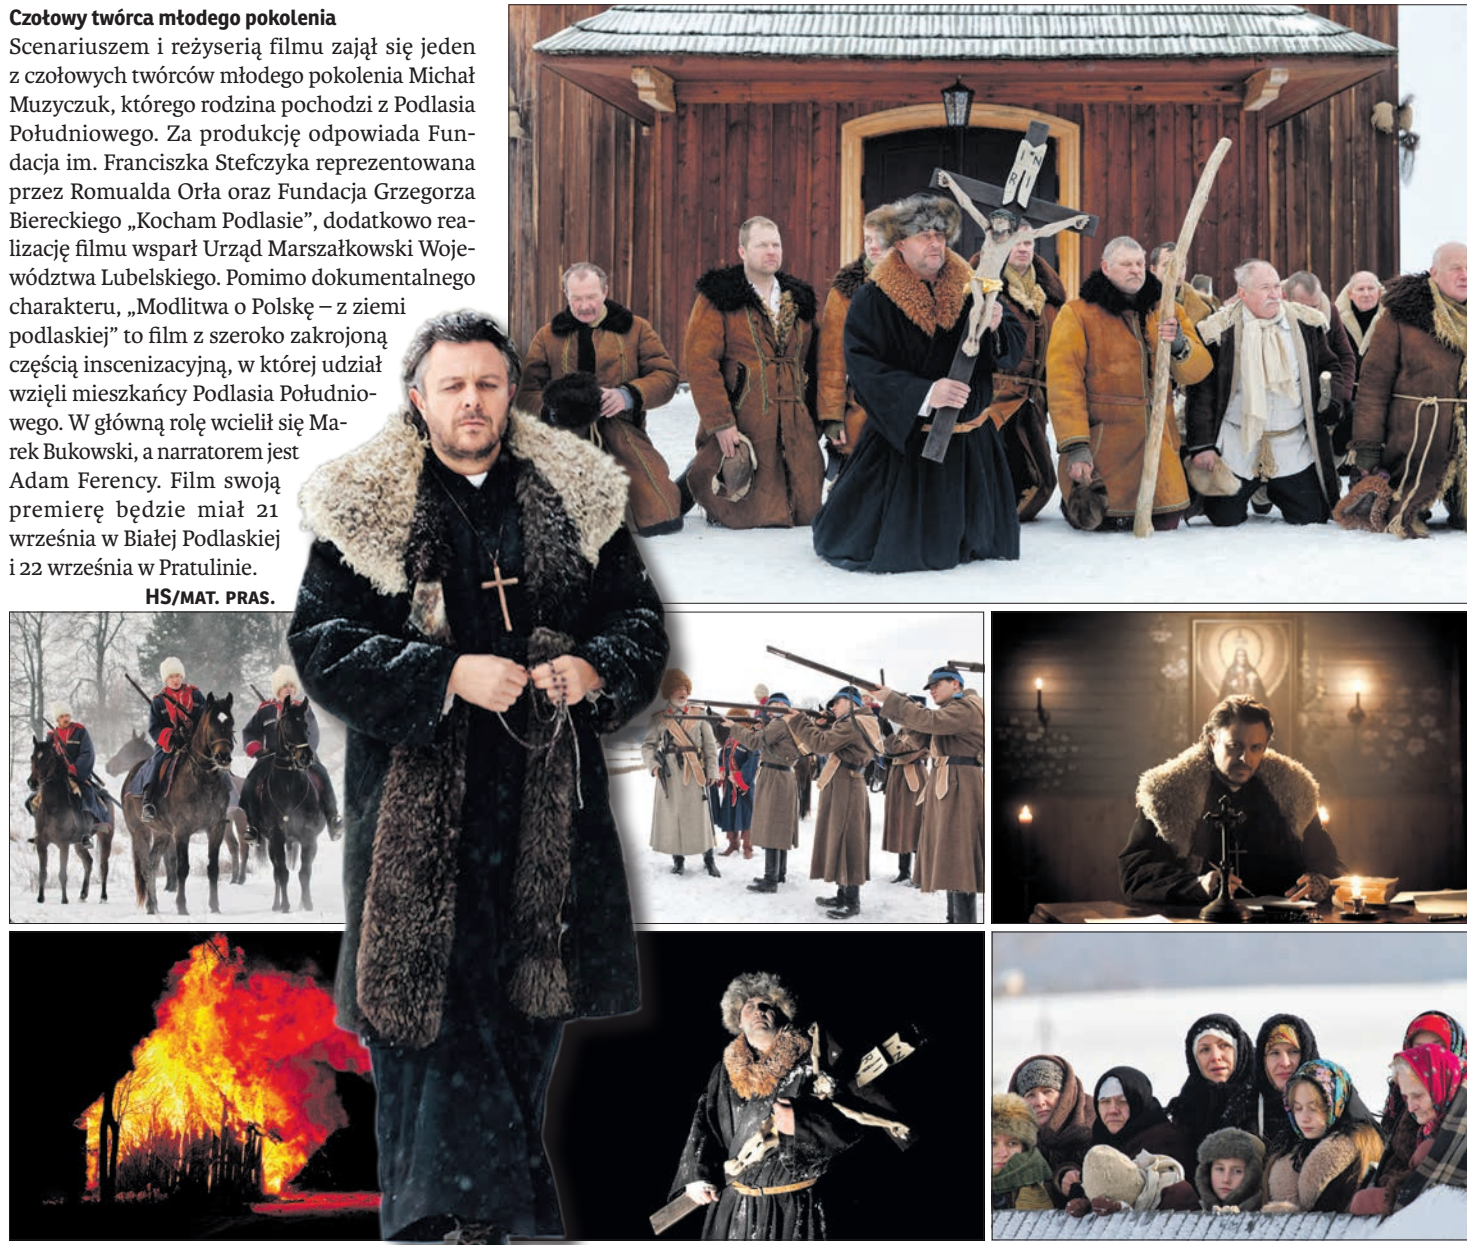 Czołowy twórca młodego pokolenia
Scenariuszem i reżyserią filmu zajął się jeden
z czołowych twórców młodego pokolenia Michał
Muzyczuk, którego rodzina pochodzi z Podlasia
Południowego. Za produkcję odpowiada Fun-
dacja im. Franciszka Stefczyka reprezentowana
przez Romualda Orła oraz Fundacja Grzegorza
Biereckiego „Kocham Podlasie”, dodatkowo rea-
lizację filmu wsparł Urząd Marszałkowski Woje-
wództwa Lubelskiego. Pomimo dokumentalnego
charakteru, „Modlitwa o Polskę – z ziemi
podlaskiej” to film z szeroko zakrojoną
częścią inscenizacyjną, w której udział
wzięli mieszkańcy Podlasia Południo-
wego. W główną rolę wcielił się Ma-
rek Bukowski, a narratorem jest
Adam Ferency. Film swoją
premierę będzie miał 21
września w Białej Podlaskiej
i 22 września w Pratulinie.
HS/MAT. PRAS.
I N
R I
I N
R I